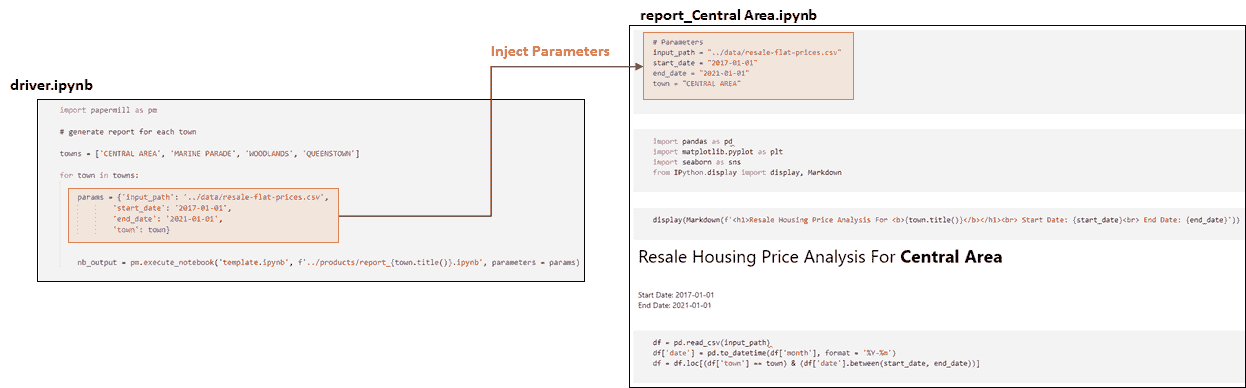 driver.ipynb
import papermill as pm
# generate report for each town
towns = ['CENTRAL AREA', 'MARINE PARADE', 'WOODLANDS', 'QUEENSTOWN']
for town in towns:
params = {'input_path': '../data/resale-flat-prices.csv',
'start_date': '2017-01-01',
'end_date': '2021-01-01',
'town': town}
nb_output = pm.execute_notebook('template.ipynb', f'../products/report_{town.title()}.ipynb', parameters = params)
Inject Parameters
report_Central Area.ipynb
# Parameters
input_path = "../data/resale-flat-prices.csv"
start_date = "2017-01-01"
end_date = "2021-01-01"
town = "CENTRAL AREA"
import pandas as pd
import matplotlib.pyplot as plt
import seaborn as sns
from IPython.display import display, Markdown
display(Markdown(f'<h1>Resale Housing Price Analysis For <b>{town.title()}</b></h1><br> Start Date: {start_date}<br> End Date: {end_date}'))
Resale Housing Price Analysis For Central Area
Start Date: 2017-01-01
End Date: 2021-01-01
df = pd.read_csv(input_path)
df['date'] = pd.to_datetime(df['month'], format = '%Y-%m')
df = df.loc[(df['town'] == town) & (df['date'].between(start_date, end_date))]